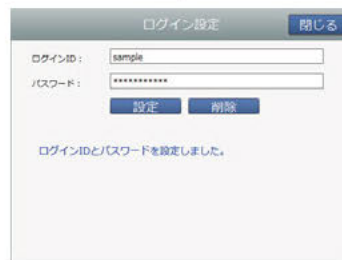 ログイン設定 閉じる
ログインID： sample
パスワード： ***********
設定 削除
ログインIDとパスワードを設定しました。